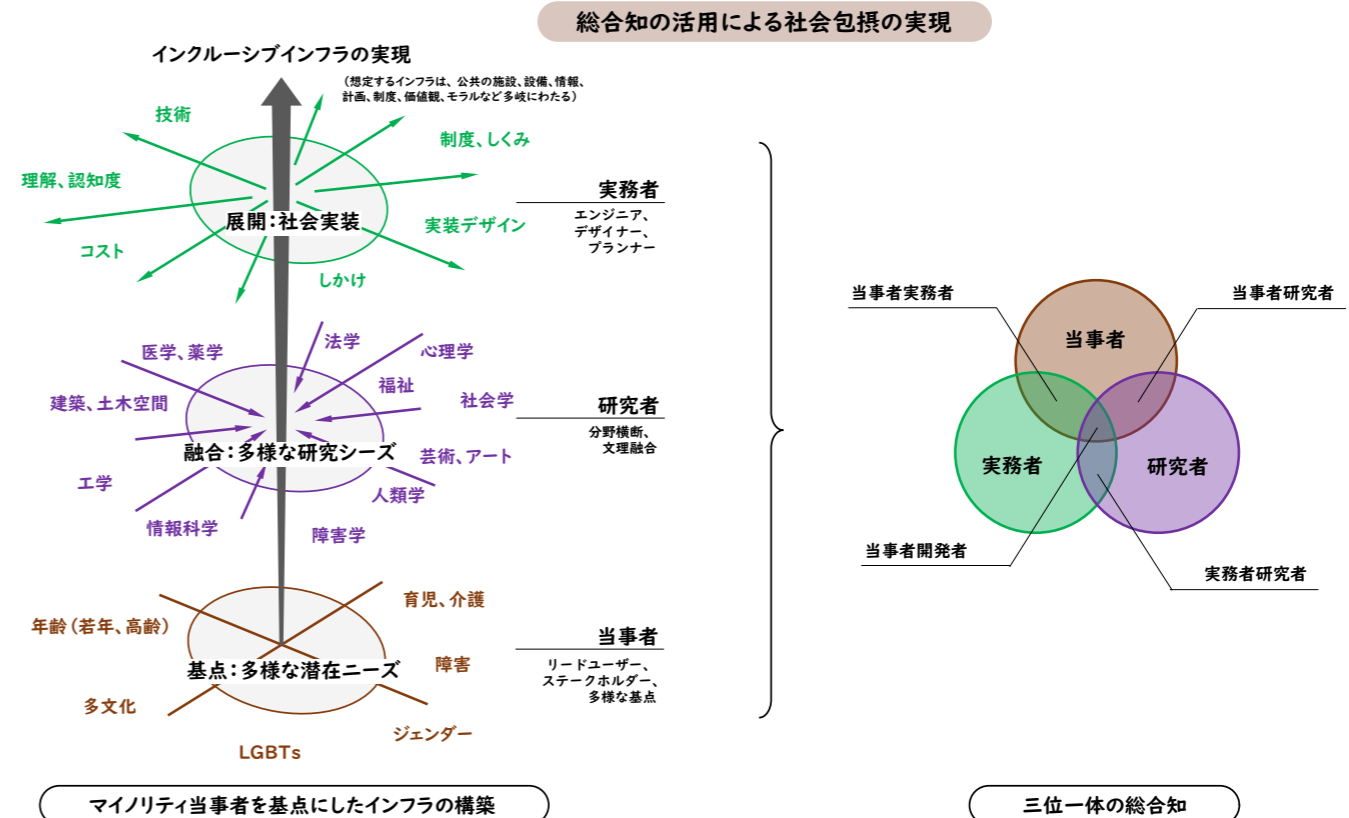 総合知の活用による社会包摂の実現
インクルーシブインフラの実現
（想定するインフラは、公共の施設、設備、情報、
計画、制度、価値観、モラルなど多岐にわたる）
技術
制度、しくみ
理解、認知度
展開：社会実装
実装デザイン
コスト
しかけ
実務者
エンジニア、
デザイナー、
プランナー
法学
医学、薬学
心理学
福祉
建築、土木空間
社会学
融合：多様な研究シーズ
芸術、アート
工学
人類学
情報科学
障害学
研究者
分野横断、
文理融合
育児、介護
年齢（若年、高齢）
基点：多様な潜在ニーズ
障害
多文化
ジェンダー
LGBTs
当事者
リードユーザー、
ステークホルダー、
多様な基点
マイノリティ当事者を基点にしたインフラの構築
当事者実務者
当事者研究者
当事者
実務者
研究者
当事者開発者
実務者研究者
三位一体の総合知